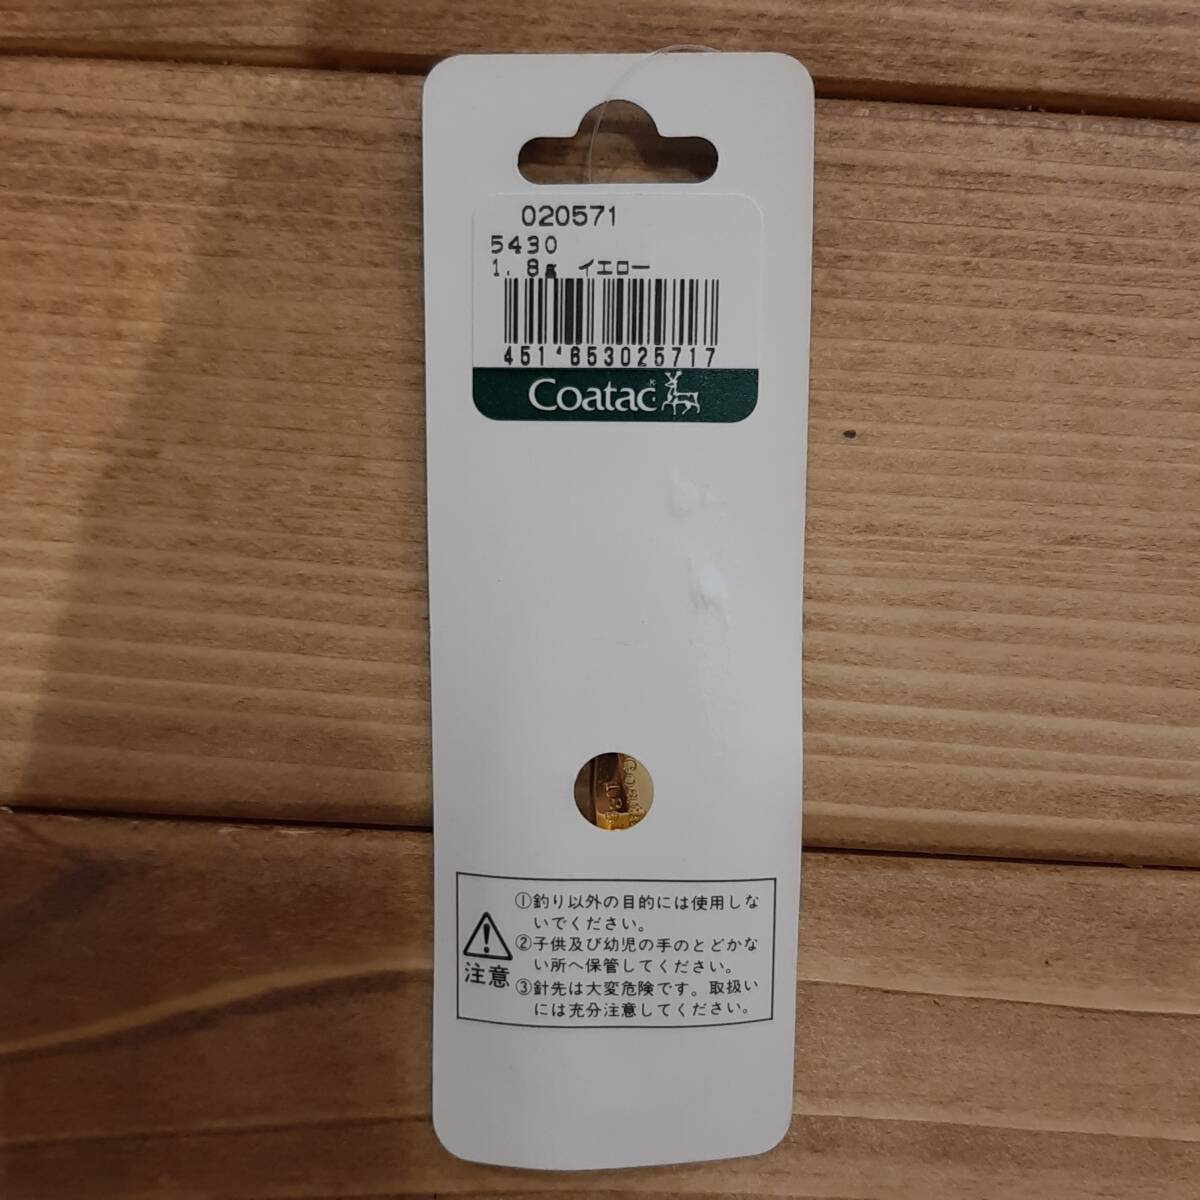 020571
5430
1.8g イエロー
451 653025717
Coatac®
①釣り以外の目的には使用しな
いでください。
②子供及び幼児の手のとどかな
い所へ保管してください。
注意
③針先は大変危険です。取扱い
には充分注意してください。